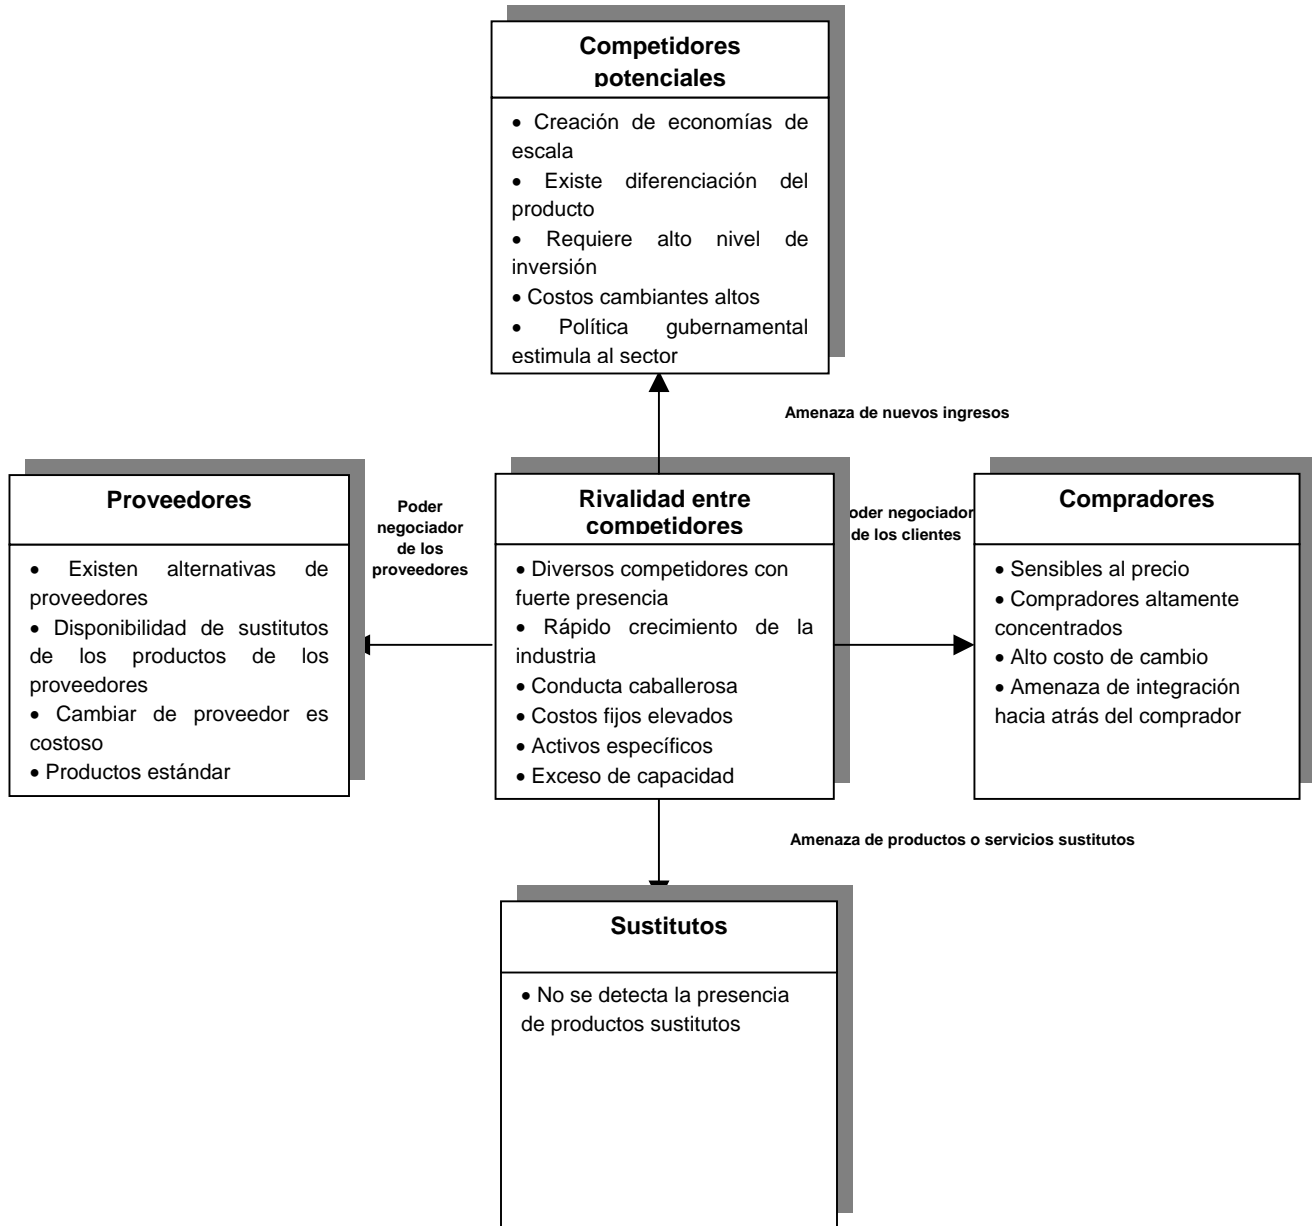 Competidores
potenciales
• Creación de economías de
escala
• Existe diferenciación del
producto
• Requiere alto nivel de
inversión
• Costos cambiantes altos
• Política gubernamental
estimula al sector
Amenaza de nuevos ingresos
Proveedores
• Existen alternativas de
proveedores
• Disponibilidad de sustitutos
de los productos de los
proveedores
• Cambiar de proveedor es
costoso
• Productos estándar
Poder
negociador
de los
proveedores
Rivalidad entre
competidores
• Diversos competidores con
fuerte presencia
• Rápido crecimiento de la
industria
• Conducta caballerosa
• Costos fijos elevados
• Activos específicos
• Exceso de capacidad
oder negociador
de los clientes
Compradores
• Sensibles al precio
• Compradores altamente
concentrados
• Alto costo de cambio
• Amenaza de integración
hacia atrás del comprador
Amenaza de productos o servicios sustitutos
Sustitutos
• No se detecta la presencia
de productos sustitutos